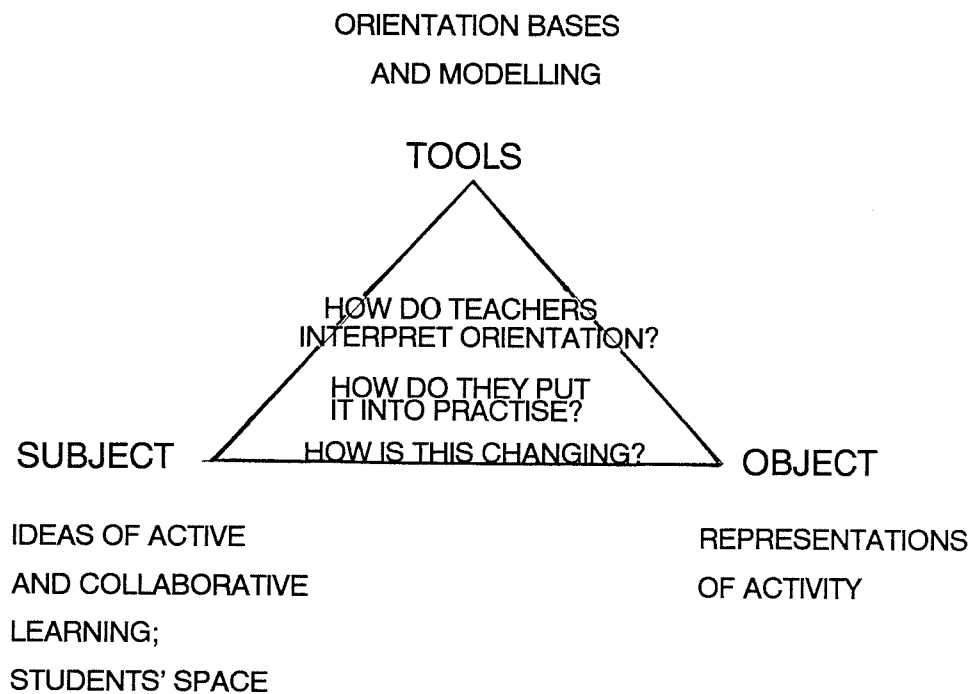 ORIENTATION BASES
AND MODELLING
TOOLS
HOW DO TEACHERS
INTERPRET ORIENTATION?
HOW DO THEY PUT
IT INTO PRACTISE?
HOW IS THIS CHANGING?
SUBJECT
OBJECT
IDEAS OF ACTIVE
AND COLLABORATIVE
LEARNING;
STUDENTS' SPACE
REPRESENTATIONS
OF ACTIVITY